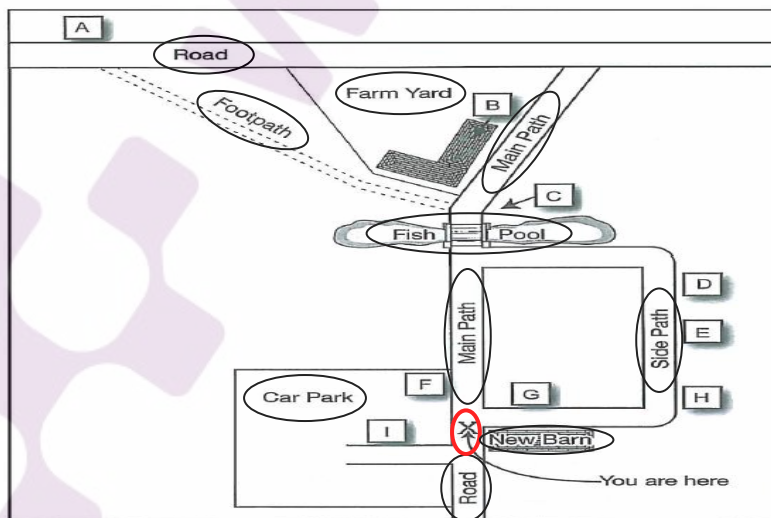 A
Road
Farm Yard
B
Footpath
Main Path
C
Fish Pool
D
Main Path
E
Side Path
F
G
H
Car Park
I
X
New Barn
You are here
Road